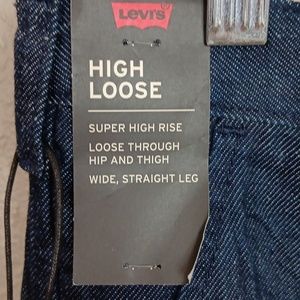 Levi's
HIGH
LOOSE
SUPER HIGH RISE
LOOSE THROUGH
HIP AND THIGH
WIDE, STRAIGHT LEG